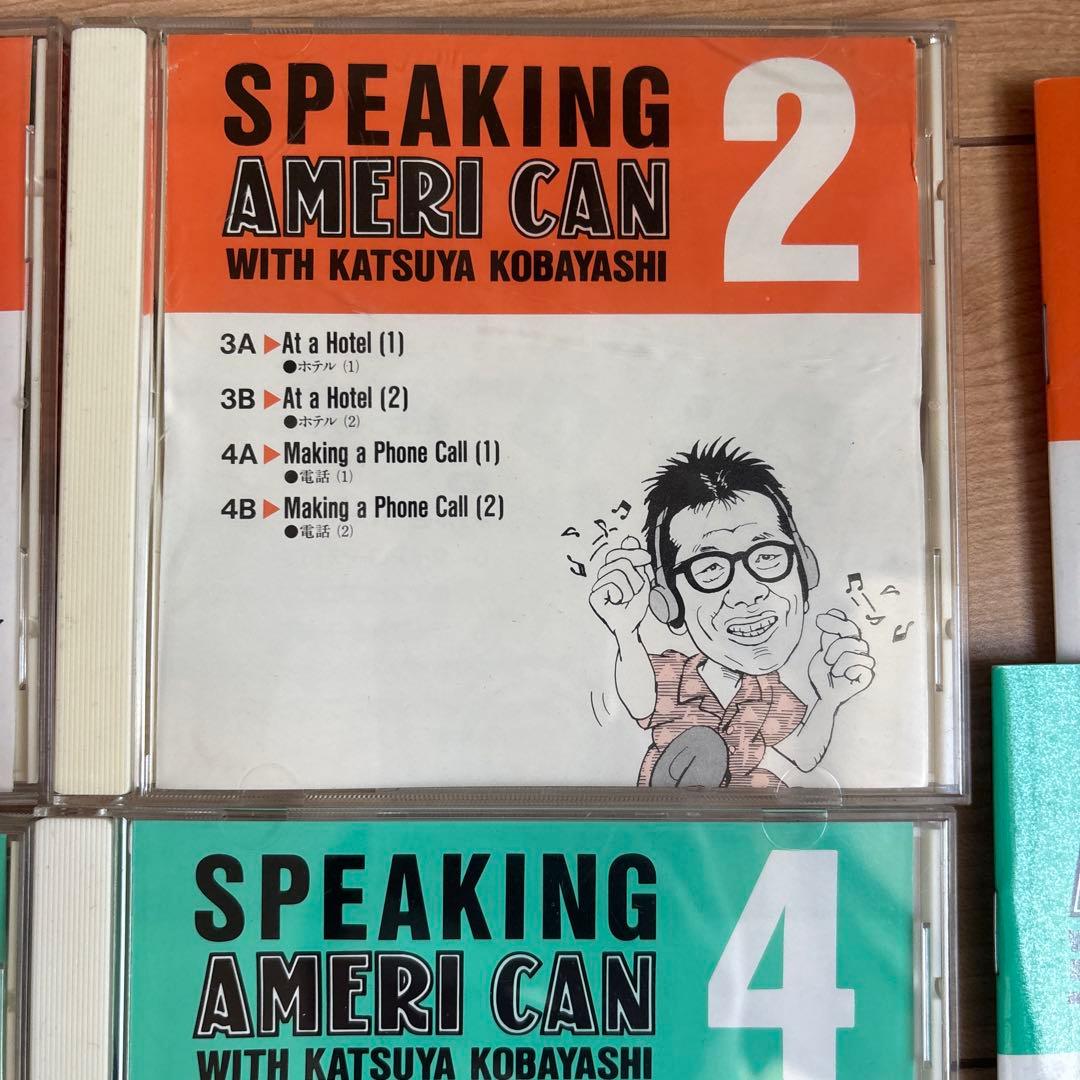 SPEAKING
AMERI CAN
WITH KATSUYA KOBAYASHI
2
3A ▶ At a Hotel (1)
●ホテル (1)
3B ▶ At a Hotel (2)
●ホテル (2)
4A ▶ Making a Phone Call (1)
●電話 (1)
4B ▶ Making a Phone Call (2)
●電話 (2)
SPEAKING
AMERI CAN
WITH KATSUYA KOBAYASHI
4